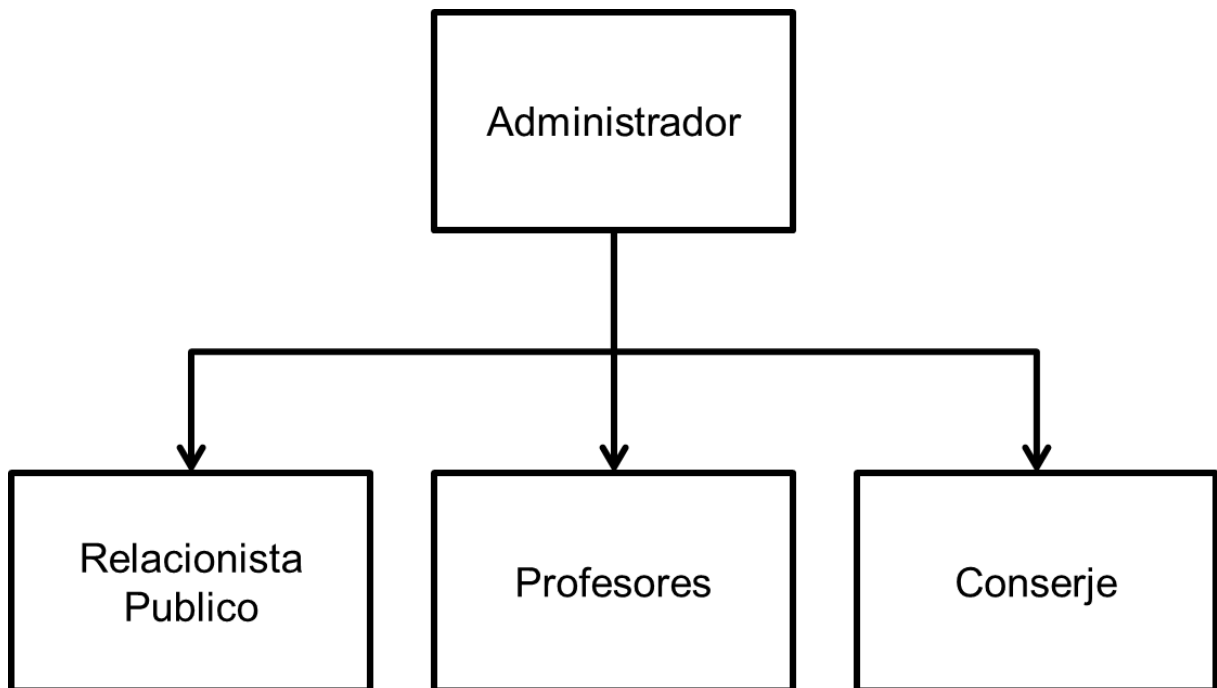 Administrador
Relacionista
Publico
Profesores
Conserje